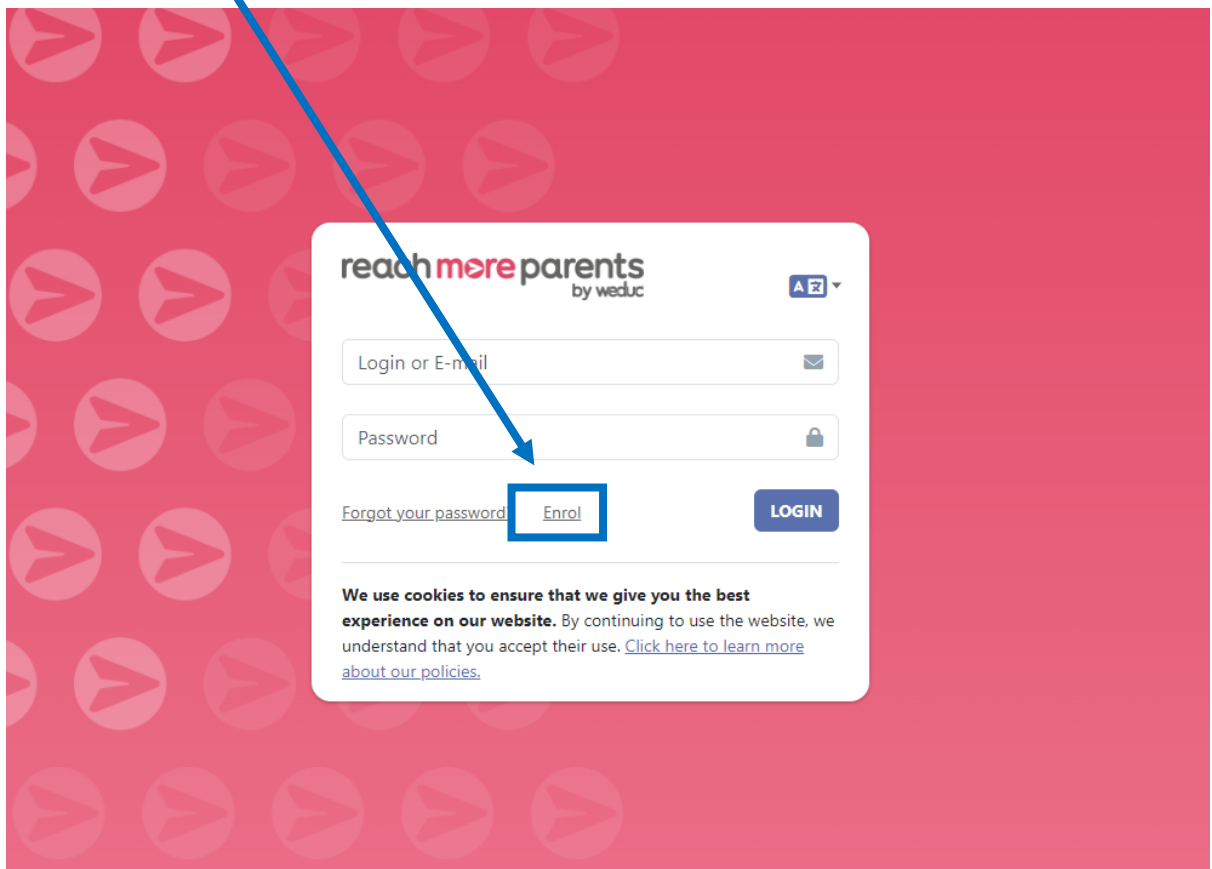 reach more parents
by weduc
A
Login or E-mail
Password
Forgot your password?
Enrol
LOGIN
We use cookies to ensure that we give you the best
experience on our website. By continuing to use the website, we
understand that you accept their use. Click here to learn more
about our policies.